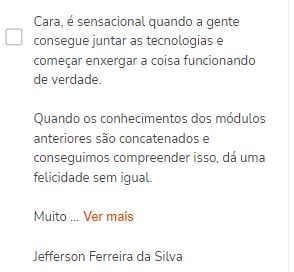 Cara, é sensacional quando a gente
consegue juntar as tecnologias e
começar enxergar a coisa funcionando
de verdade.
Quando os conhecimentos dos módulos
anteriores são concatenados e
conseguimos compreender isso, dá uma
felicidade sem igual.
Muito ... Ver mais
Jefferson Ferreira da Silva